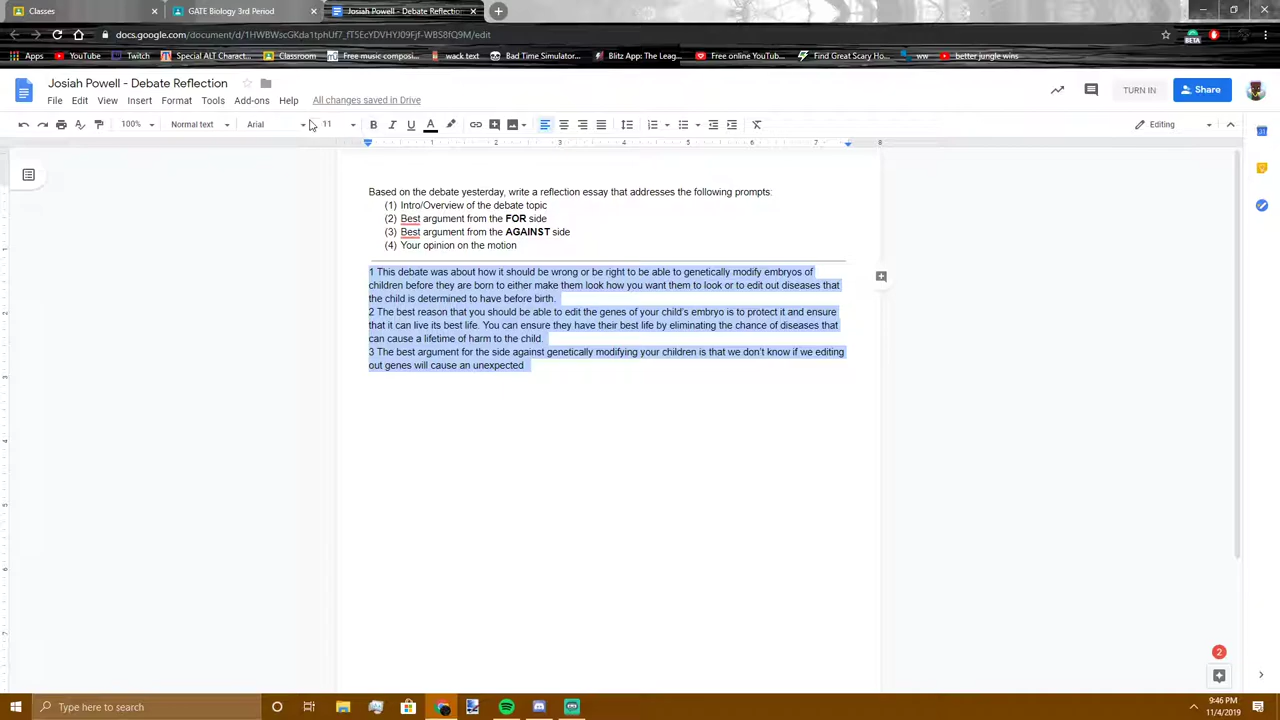 Classes
GATE Biology 3rd Period
Josiah Powell - Debate Reflection
docs.google.com/document/d/1HWBWscGKda1tphUf7_fT5EcYDVHYJ09Fjf-WBS8fQ9M/edit
Apps
YouTube
Twitch
Special ALT Charact...
Classroom
Free music composi...
wack text
Bad Time Simulator...
Blitz App: The Leag...
Free online YouTub...
Find Great Scary Ho...
ww
better jungle wins
BETA
Josiah Powell - Debate Reflection
File Edit View Insert Format Tools Add-ons Help All changes saved in Drive
TURN IN
Share
100% Normal text Arial 11
Editing
1 2 3 4 5 6 7 8
Based on the debate yesterday, write a reflection essay that addresses the following prompts:
(1) Intro/Overview of the debate topic
(2) Best argument from the FOR side
(3) Best argument from the AGAINST side
(4) Your opinion on the motion
1 This debate was about how it should be wrong or be right to be able to genetically modify embryos of
children before they are born to either make them look how you want them to look or to edit out diseases that
the child is determined to have before birth.
2 The best reason that you should be able to edit the genes of your child's embryo is to protect it and ensure
that it can live its best life. You can ensure they have their best life by eliminating the chance of diseases that
can cause a lifetime of harm to the child.
3 The best argument for the side against genetically modifying your children is that we don't know if we editing
out genes will cause an unexpected
2
Type here to search
9:46 PM
11/4/2019